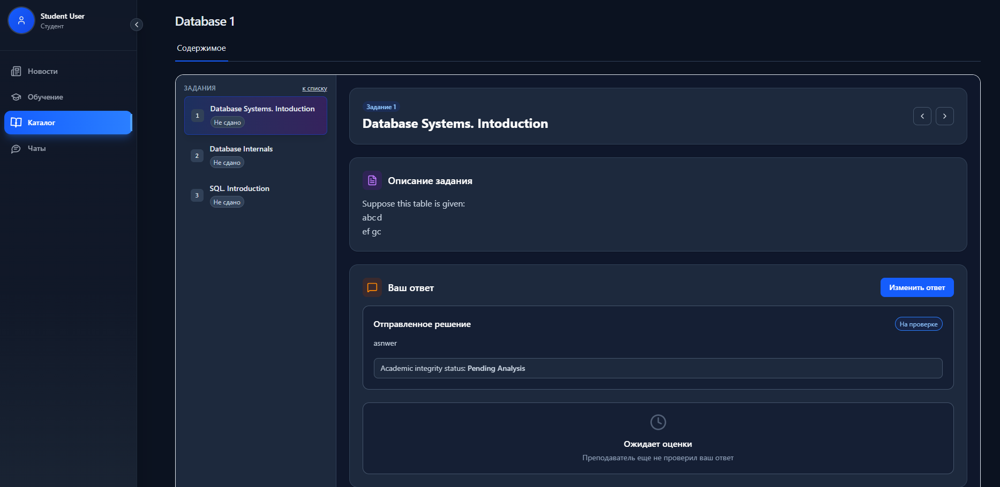 Student User
Студент
Новости
Обучение
Каталог
Чаты
Database 1
Содержимое
ЗАДАНИЯ
к списку
1
Database Systems. Intoduction
Не сдано
2
Database Internals
Не сдано
3
SQL. Introduction
Не сдано
Задание 1
Database Systems. Intoduction
Описание задания
Suppose this table is given:
abcd
ef gc
Ваш ответ
Изменить ответ
Отправленное решение
На проверке
asnwer
Academic integrity status: Pending Analysis
Ожидает оценки
Преподаватель еще не проверил ваш ответ